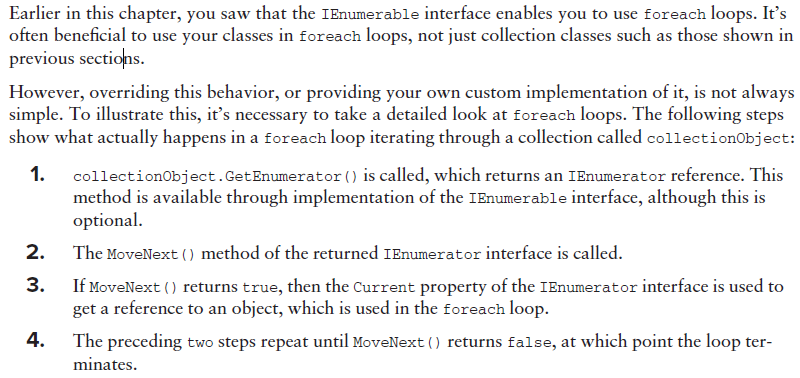 Earlier in this chapter, you saw that the IEnumerable interface enables you to use foreach loops. It's
often beneficial to use your classes in foreach loops, not just collection classes such as those shown in
previous sections.
However, overriding this behavior, or providing your own custom implementation of it, is not always
simple. To illustrate this, it's necessary to take a detailed look at foreach loops. The following steps
show what actually happens in a foreach loop iterating through a collection called collectionObject:
1. collectionObject.GetEnumerator() is called, which returns an IEnumerator reference. This
method is available through implementation of the IEnumerable interface, although this is
optional.
2. The MoveNext() method of the returned IEnumerator interface is called.
3. If MoveNext() returns true, then the Current property of the IEnumerator interface is used to
get a reference to an object, which is used in the foreach loop.
4. The preceding two steps repeat until MoveNext() returns false, at which point the loop ter-
minates.